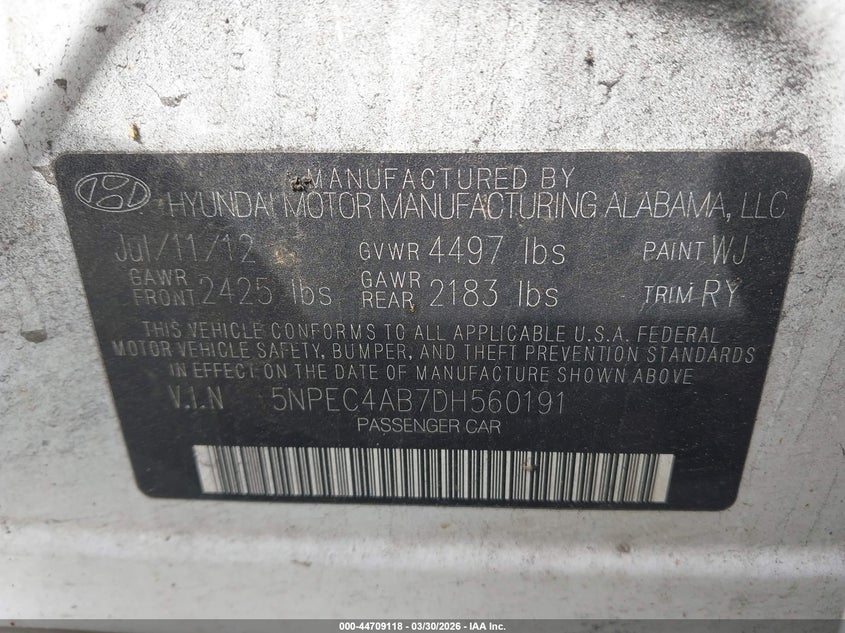 MANUFACTURED BY
HYUNDAI MOTOR MANUFACTURING ALABAMA, LLC
Jul/11/12 GVWR 4497 lbs PAINT WJ
GAWR FRONT 2425 lbs GAWR REAR 2183 lbs TRIM RY
THIS VEHICLE CONFORMS TO ALL APPLICABLE U.S.A. FEDERAL
MOTOR VEHICLE SAFETY, BUMPER, AND THEFT PREVENTION STANDARDS
IN EFFECT ON THE DATE OF MANUFACTURE SHOWN ABOVE
V.I.N 5NPEC4AB7DH560191
PASSENGER CAR
000-44709118 - 03/30/2026 - IAA Inc.